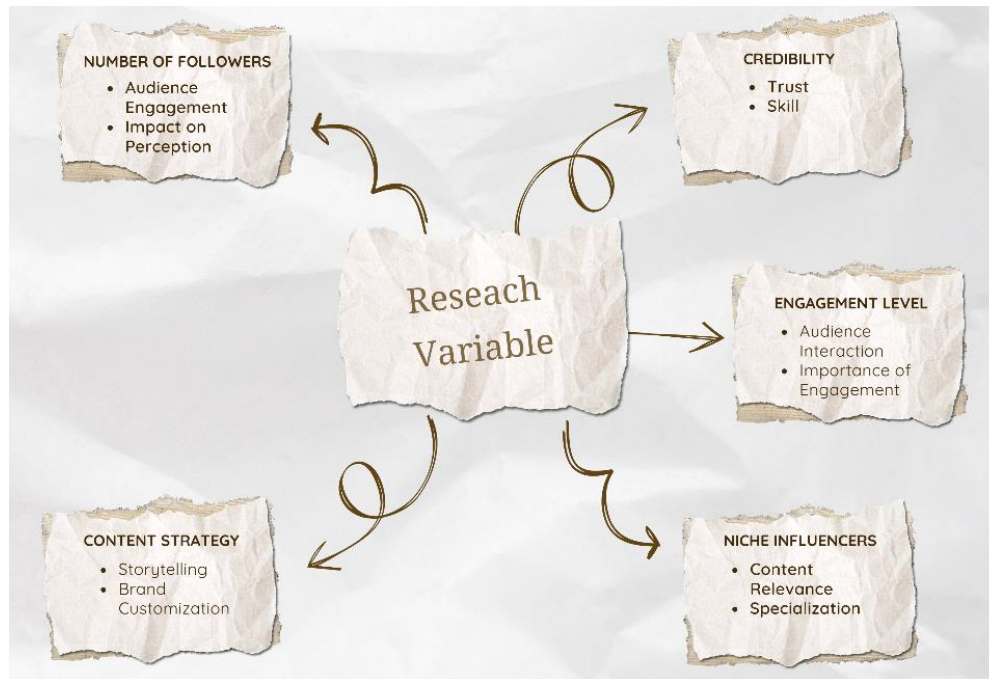 NUMBER OF FOLLOWERS
• Audience
Engagement
• Impact on
Perception
CREDIBILITY
• Trust
• Skill
Reseach
Variable
ENGAGEMENT LEVEL
• Audience
Interaction
• Importance of
Engagement
CONTENT STRATEGY
• Storytelling
• Brand
Customization
NICHE INFLUENCERS
• Content
Relevance
• Specialization